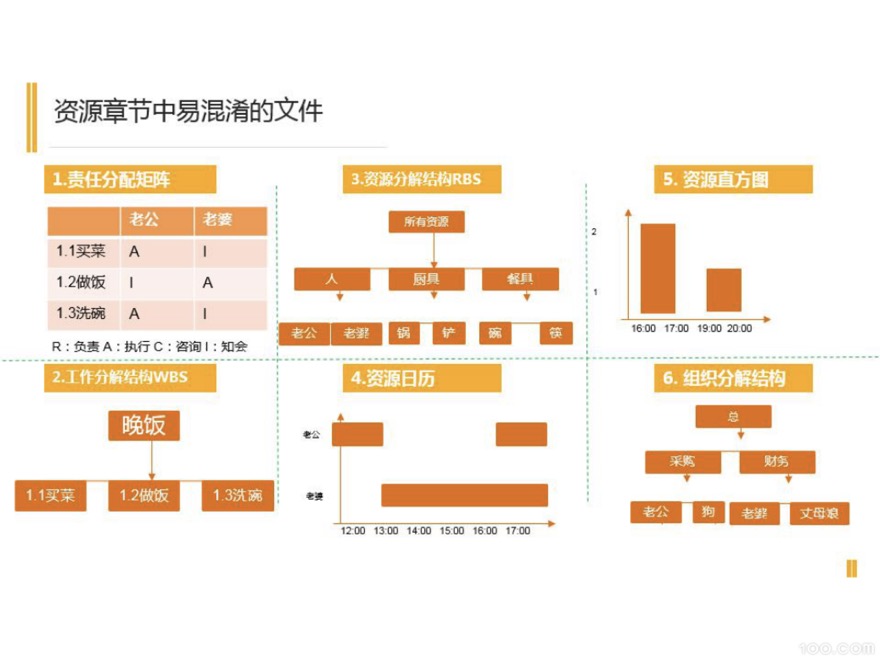 资源章节中易混淆的文件
1.责任分配矩阵
老公 老婆
1.1买菜 A I
1.2做饭 I A
1.3洗碗 A I
R：负责 A：执行 C：咨询 I：知会
2.工作分解结构WBS
晚饭
1.1买菜 1.2做饭 1.3洗碗
3.资源分解结构RBS
所有资源
人 厨具 餐具
老公 老婆 锅 铲 碗 筷
4.资源日历
老公
老婆
12:00 13:00 14:00 15:00 16:00 17:00
5. 资源直方图
2
1
16:00 17:00 19:00 20:00
6. 组织分解结构
总
采购 财务
老公 狗 老婆 丈母娘
100.com